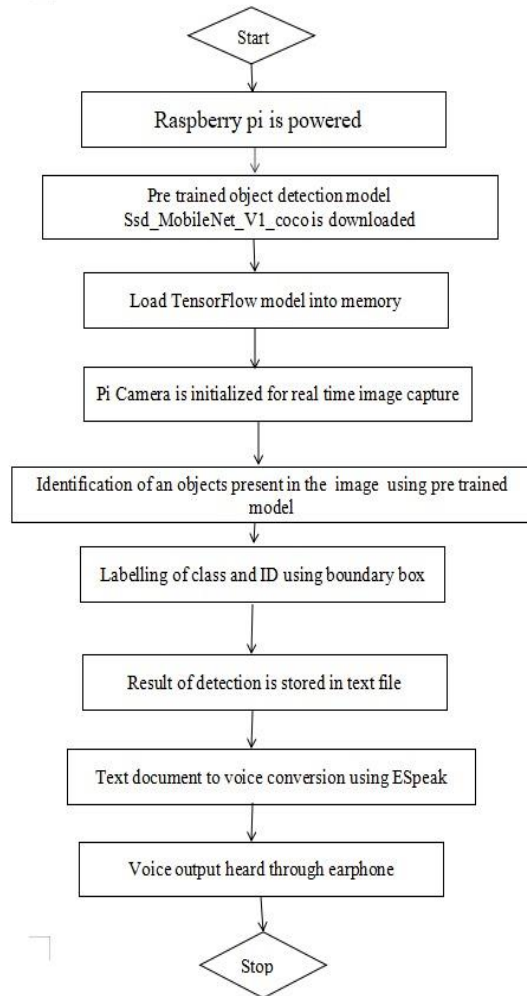 Start
Raspberry pi is powered
Pre trained object detection model
Ssd_MobileNet_V1_coco is downloaded
Load TensorFlow model into memory
Pi Camera is initialized for real time image capture
Identification of an objects present in the image using pre trained
model
Labelling of class and ID using boundary box
Result of detection is stored in text file
Text document to voice conversion using ESpeak
Voice output heard through earphone
Stop